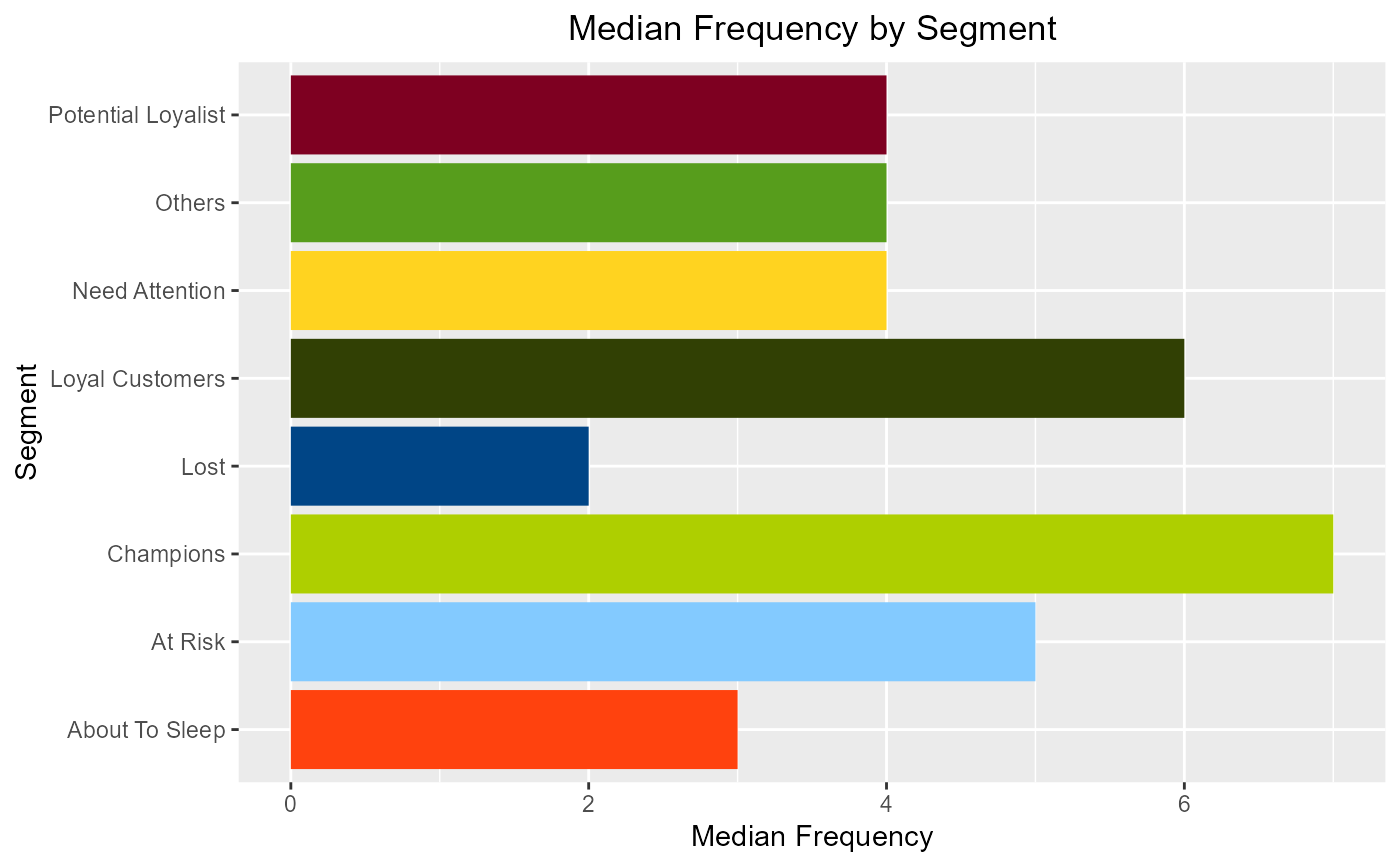 Median Frequency by Segment
Potential Loyalist
Others
Need Attention
Loyal Customers
Lost
Champions
At Risk
About To Sleep
Segment
0 2 4 6
Median Frequency